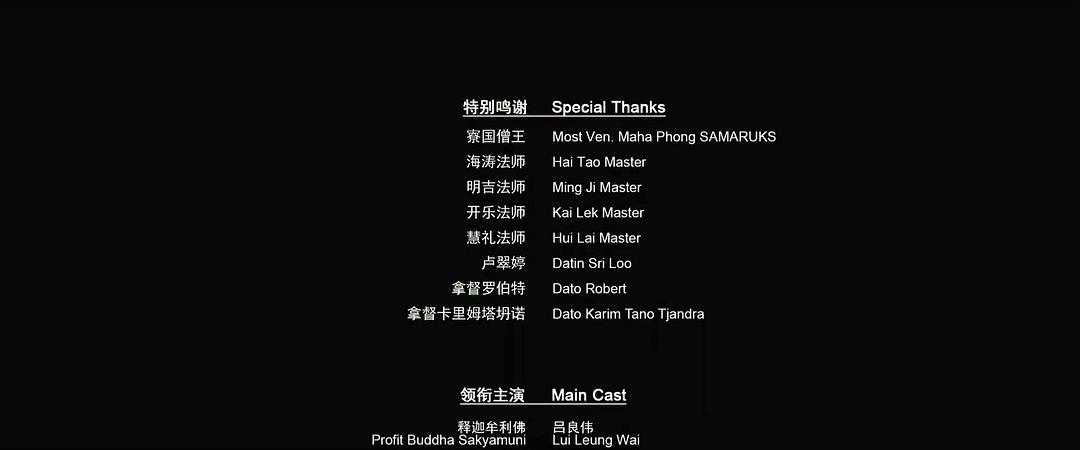 特别鸣谢 Special Thanks
寮国僧王 Most Ven. Maha Phong SAMARUKS
海涛法师 Hai Tao Master
明吉法师 Ming Ji Master
开乐法师 Kai Lek Master
慧礼法师 Hui Lai Master
卢翠婷 Datin Sri Loo
拿督罗伯特 Dato Robert
拿督卡里姆塔坍诺 Dato Karim Tano Tjandra
领衔主演 Main Cast
释迦牟利佛 吕良伟
Profit Buddha Sakyamuni Lui Leung Wai